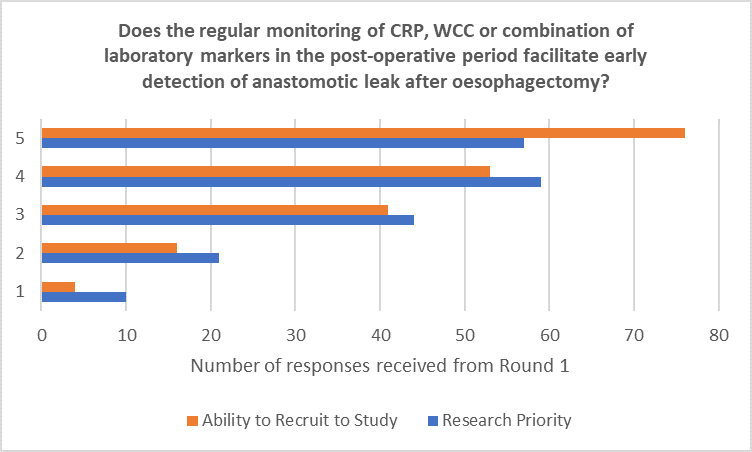 Does the regular monitoring of CRP, WCC or combination of
laboratory markers in the post-operative period facilitate early
detection of anastomotic leak after oesophagectomy?
5
4
3
2
1
0 10 20 30 40 50 60 70 80
Number of responses received from Round 1
Ability to Recruit to Study Research Priority